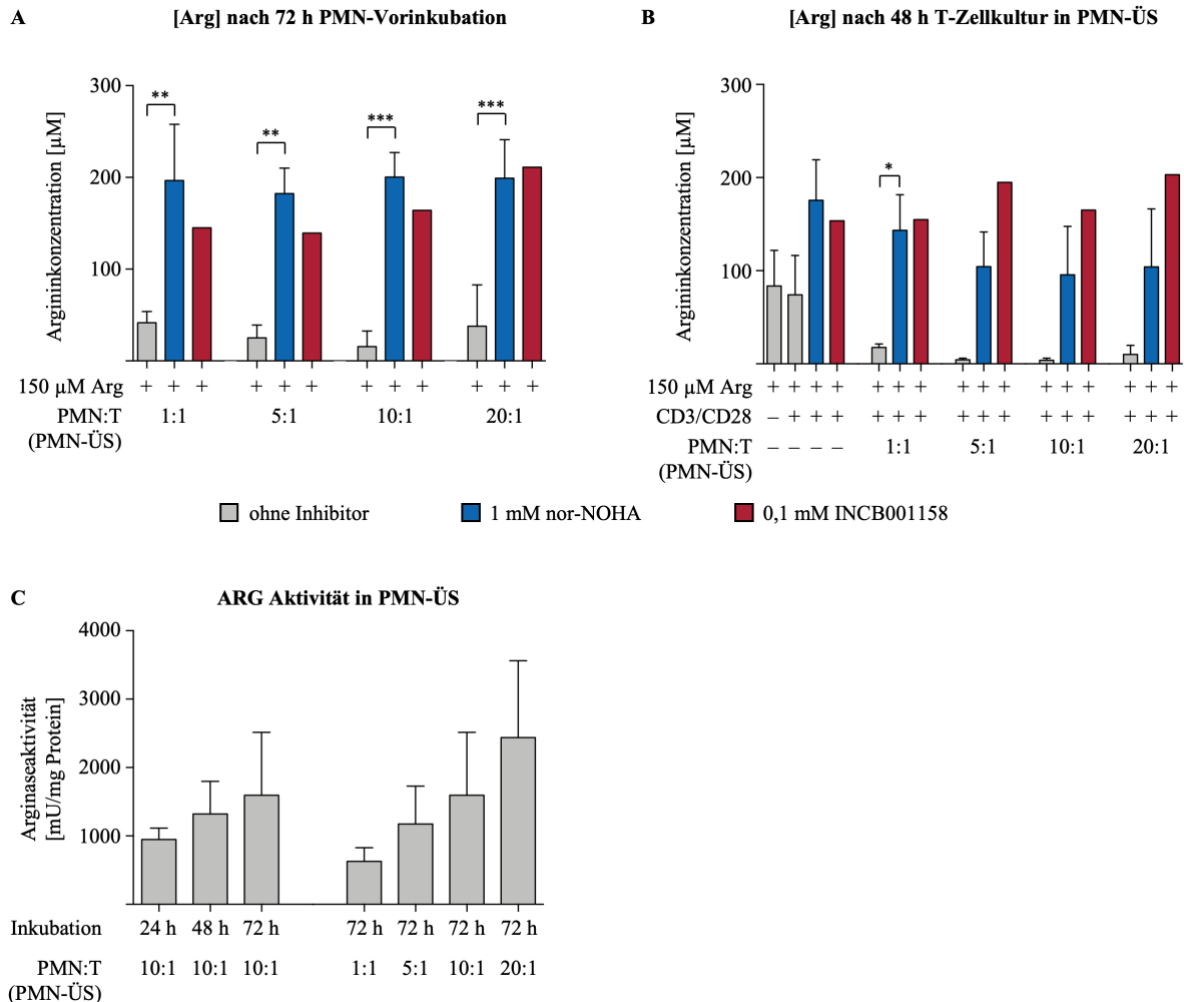 A [Arg] nach 72 h PMN-Vorinkubation
Argininkonzentration [µM]
300
200
100
** ** *** ***
150 µM Arg + + + + + + + + + + + +
PMN:T 1:1 5:1 10:1 20:1
(PMN-ÜS)
B [Arg] nach 48 h T-Zellkultur in PMN-ÜS
Argininkonzentration [µM]
300
200
100
*
150 µM Arg + + + + + + + + + + + + + + + +
CD3/CD28 – + + + + + + + + + + + + + + +
PMN:T – – – – 1:1 5:1 10:1 20:1
(PMN-ÜS)
ohne Inhibitor 1 mM nor-NOHA 0,1 mM INCB001158
C ARG Aktivität in PMN-ÜS
Arginaseaktivität
[mU/mg Protein]
4000
3000
2000
1000
Inkubation 24 h 48 h 72 h 72 h 72 h 72 h 72 h
PMN:T 10:1 10:1 10:1 1:1 5:1 10:1 20:1
(PMN-ÜS)